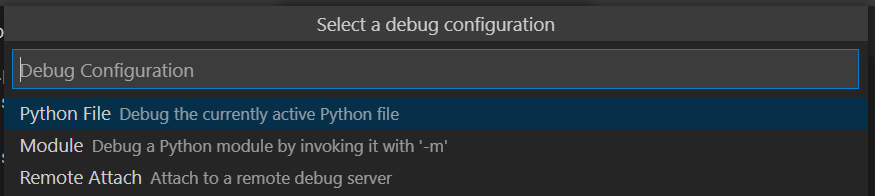 Select a debug configuration
Debug Configuration
Python File Debug the currently active Python file
Module Debug a Python module by invoking it with '-m'
Remote Attach Attach to a remote debug server